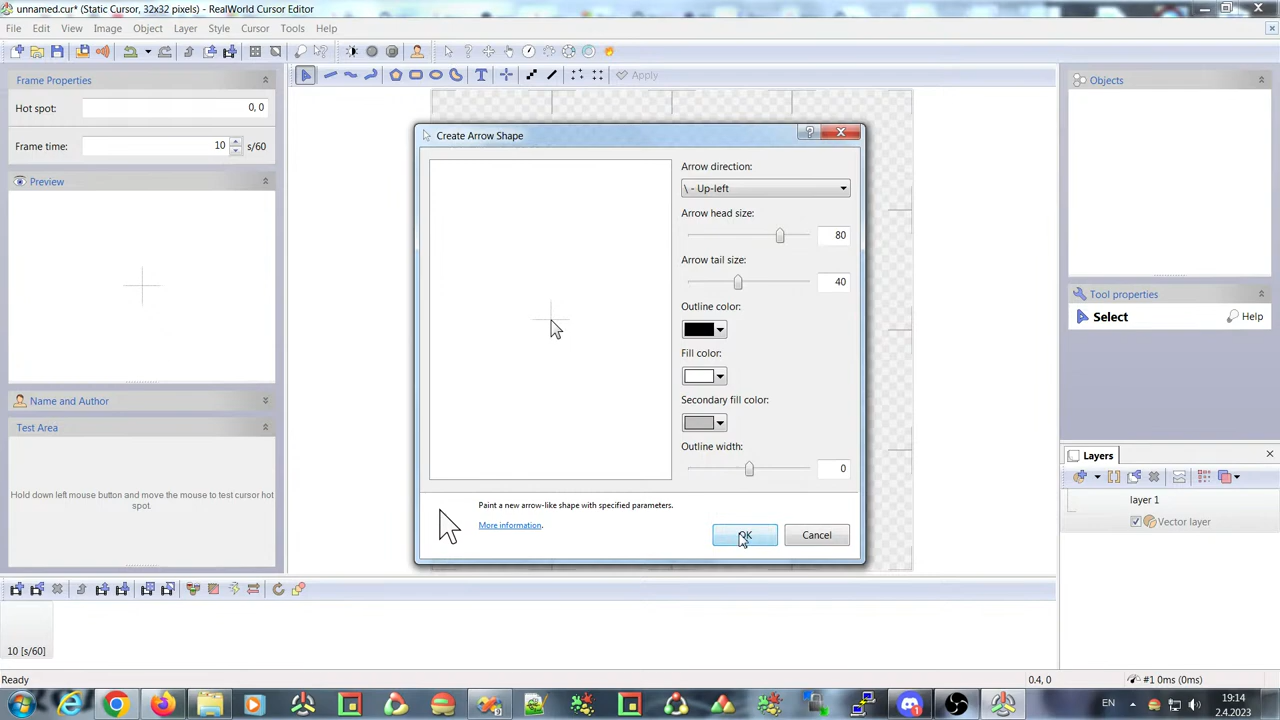 unnamed.cur* (Static Cursor, 32x32 pixels) - RealWorld Cursor Editor
File Edit View Image Object Layer Style Cursor Tools Help
Apply
Frame Properties
Hot spot: 0, 0
Frame time: 10 s/60
Preview
Name and Author
Test Area
Hold down left mouse button and move the mouse to test cursor hot spot.
Create Arrow Shape
Arrow direction:
\ - Up-left
Arrow head size:
80
Arrow tail size:
40
Outline color:
Fill color:
Secondary fill color:
Outline width:
0
Paint a new arrow-like shape with specified parameters.
More information.
OK Cancel
Objects
Tool properties
Select Help
Layers
layer 1
Vector layer
10 [s/60]
Ready 0.4, 0 #1 0ms (0ms)
EN 19:14
2.4.2023